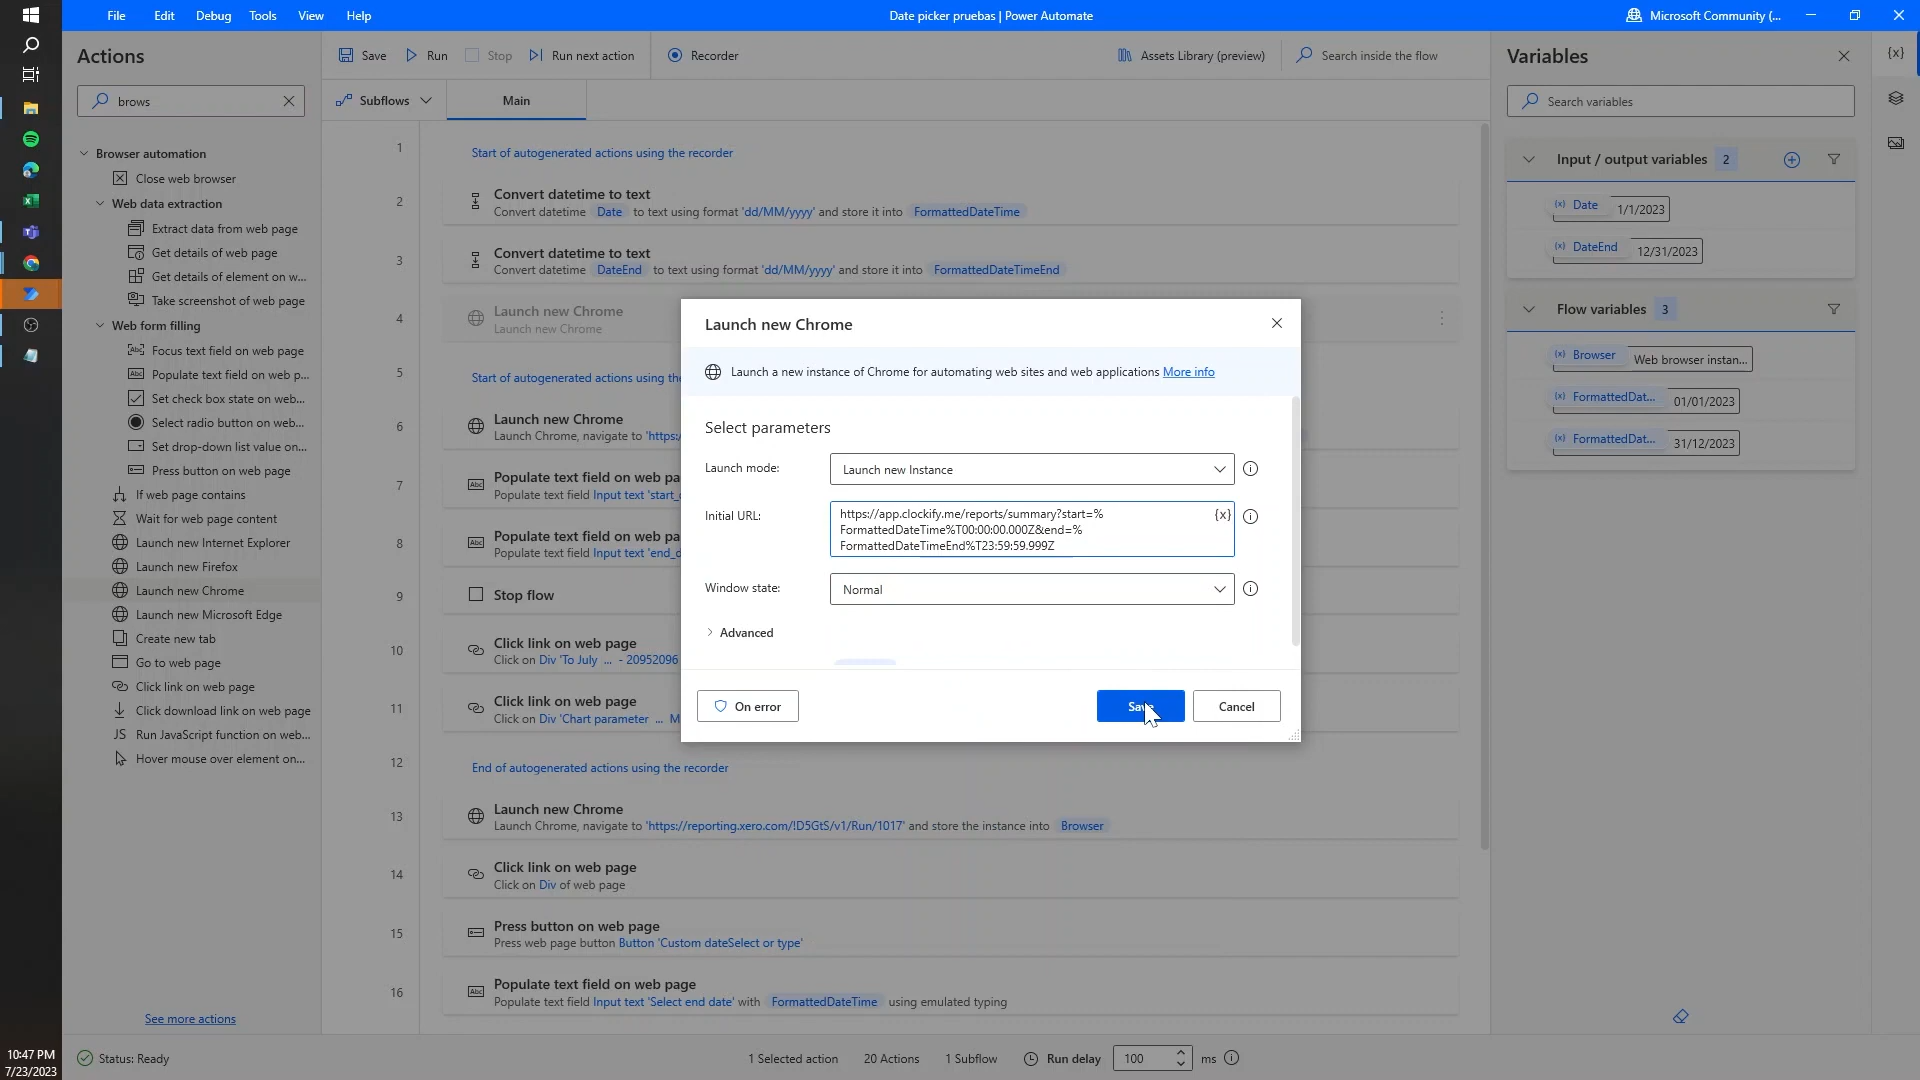 File Edit Debug Tools View Help
Date picker pruebas | Power Automate
Microsoft Community (...
Actions
brows
Browser automation
Close web browser
Web data extraction
Extract data from web page
Get details of web page
Get details of element on w...
Take screenshot of web page
Web form filling
Focus text field on web page
Populate text field on web p...
Set check box state on web...
Select radio button on web...
Set drop-down list value on...
Press button on web page
If web page contains
Wait for web page content
Launch new Internet Explorer
Launch new Firefox
Launch new Chrome
Launch new Microsoft Edge
Create new tab
Go to web page
Click link on web page
Click download link on web page
JS Run JavaScript function on web...
Hover mouse over element on...
See more actions
Save Run Stop Run next action Recorder
Assets Library (preview) Search inside the flow
Subflows Main
1 Start of autogenerated actions using the recorder
2 Convert datetime to text
Convert datetime Date to text using format 'dd/MM/yyyy' and store it into FormattedDateTime
3 Convert datetime to text
Convert datetime DateEnd to text using format 'dd/MM/yyyy' and store it into FormattedDateTimeEnd
4 Launch new Chrome
Launch new Chrome
5 Start of autogenerated actions using the
6 Launch new Chrome
Launch Chrome, navigate to 'https:/
7 Populate text field on web pa
Populate text field Input text 'start_
8 Populate text field on web pa
Populate text field Input text 'end_d
9 Stop flow
10 Click link on web page
Click on Div 'To July ... - 20952096
11 Click link on web page
Click on Div 'Chart parameter ... M
12 End of autogenerated actions using the recorder
13 Launch new Chrome
Launch Chrome, navigate to 'https://reporting.xero.com/!D5GtS/v1/Run/1017' and store the instance into Browser
14 Click link on web page
Click on Div of web page
15 Press button on web page
Press web page button Button 'Custom dateSelect or type'
16 Populate text field on web page
Populate text field Input text 'Select end date' with FormattedDateTime using emulated typing
Launch new Chrome
Launch a new instance of Chrome for automating web sites and web applications More info
Select parameters
Launch mode: Launch new Instance
Initial URL: https://app.clockify.me/reports/summary?start=% {x}
FormattedDateTime%T00:00:00.000Z&end=%
FormattedDateTimeEnd%T23:59:59.999Z
Window state: Normal
Advanced
On error Save Cancel
Variables
{x}
Search variables
Input / output variables 2
(x) Date 1/1/2023
(x) DateEnd 12/31/2023
Flow variables 3
(x) Browser Web browser instan...
(x) FormattedDat... 01/01/2023
(x) FormattedDat... 31/12/2023
10:47 PM
7/23/2023
Status: Ready
1 Selected action 20 Actions 1 Subflow Run delay 100 ms